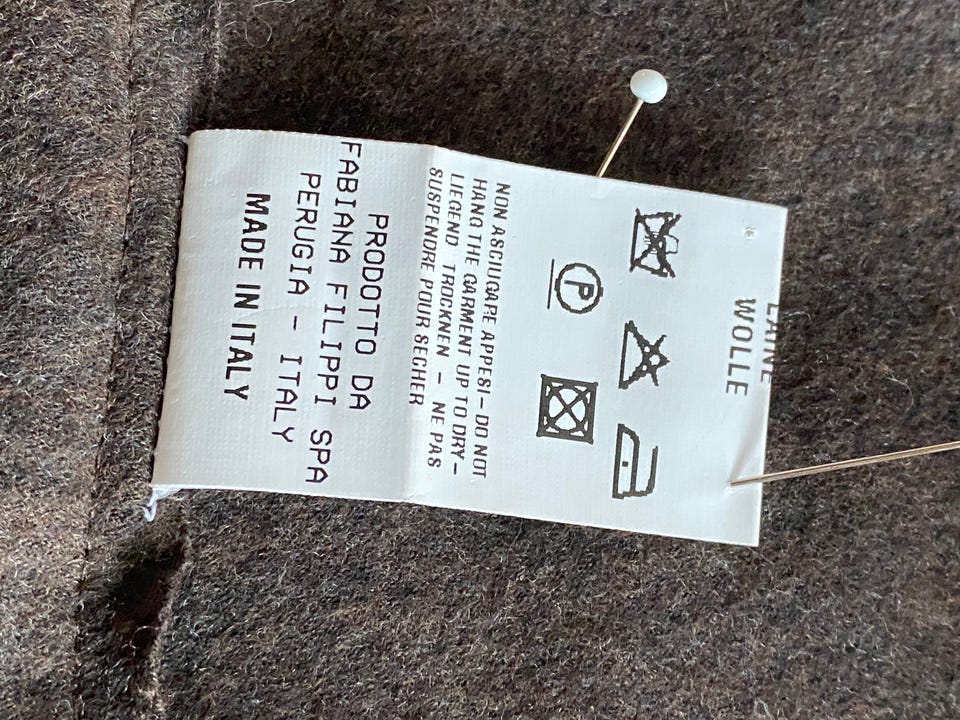 LAINE
WOLLE
P
NON ASCIUGARE APPESI – DO NOT
HANG THE GARMENT UP TO DRY –
LIEGEND TROCKNEN – NE PAS
SUSPENDRE POUR SECHER
PRODOTTO DA
FABIANA FILIPPI SPA
PERUGIA - ITALY
MADE IN ITALY